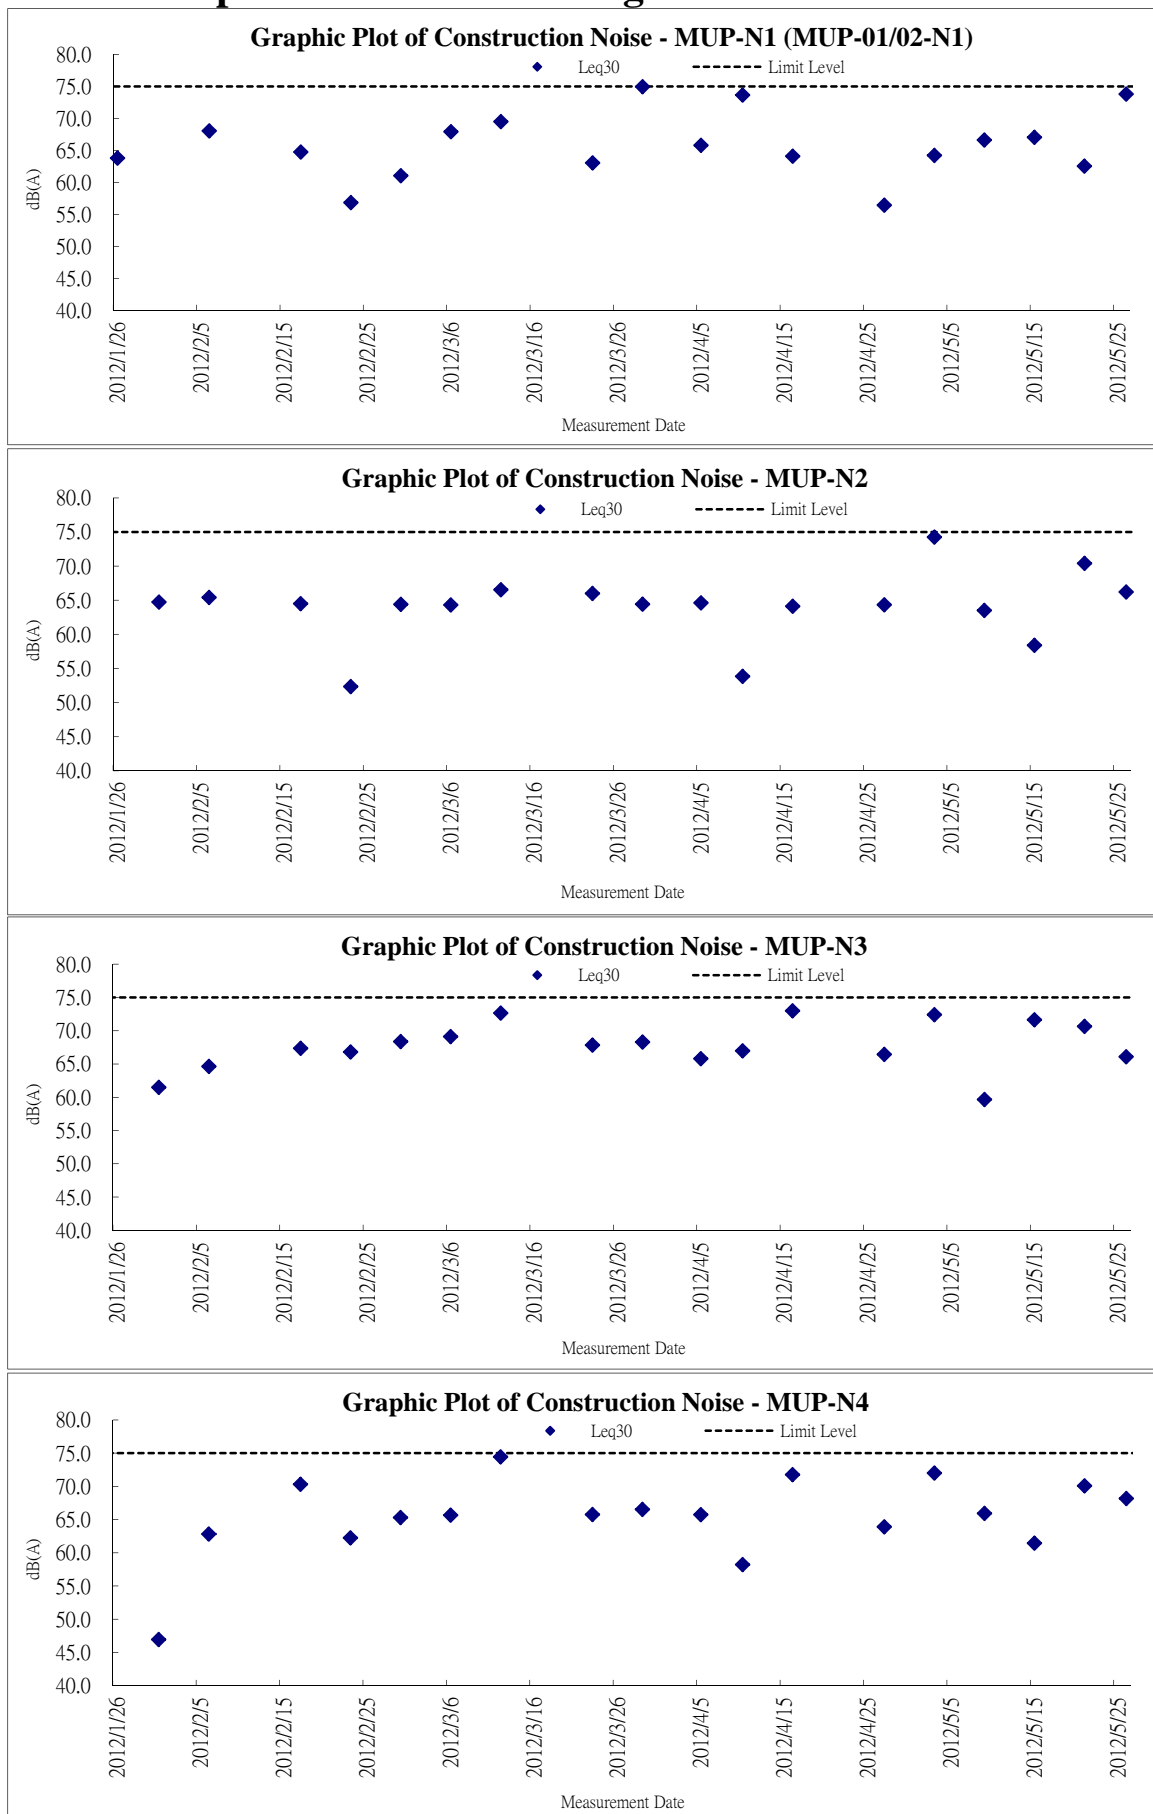 Graphic Plot of Construction Noise - MUP-N1 (MUP-01/02-N1)
Leq30 Limit Level
80.0
75.0
70.0
65.0
60.0
55.0
50.0
45.0
40.0
dB(A)
2012/1/26 2012/2/5 2012/2/15 2012/2/25 2012/3/6 2012/3/16 2012/3/26 2012/4/5 2012/4/15 2012/4/25 2012/5/5 2012/5/15 2012/5/25
Measurement Date
Graphic Plot of Construction Noise - MUP-N2
Leq30 Limit Level
80.0
75.0
70.0
65.0
60.0
55.0
50.0
45.0
40.0
dB(A)
2012/1/26 2012/2/5 2012/2/15 2012/2/25 2012/3/6 2012/3/16 2012/3/26 2012/4/5 2012/4/15 2012/4/25 2012/5/5 2012/5/15 2012/5/25
Measurement Date
Graphic Plot of Construction Noise - MUP-N3
Leq30 Limit Level
80.0
75.0
70.0
65.0
60.0
55.0
50.0
45.0
40.0
dB(A)
2012/1/26 2012/2/5 2012/2/15 2012/2/25 2012/3/6 2012/3/16 2012/3/26 2012/4/5 2012/4/15 2012/4/25 2012/5/5 2012/5/15 2012/5/25
Measurement Date
Graphic Plot of Construction Noise - MUP-N4
Leq30 Limit Level
80.0
75.0
70.0
65.0
60.0
55.0
50.0
45.0
40.0
dB(A)
2012/1/26 2012/2/5 2012/2/15 2012/2/25 2012/3/6 2012/3/16 2012/3/26 2012/4/5 2012/4/15 2012/4/25 2012/5/5 2012/5/15 2012/5/25
Measurement Date